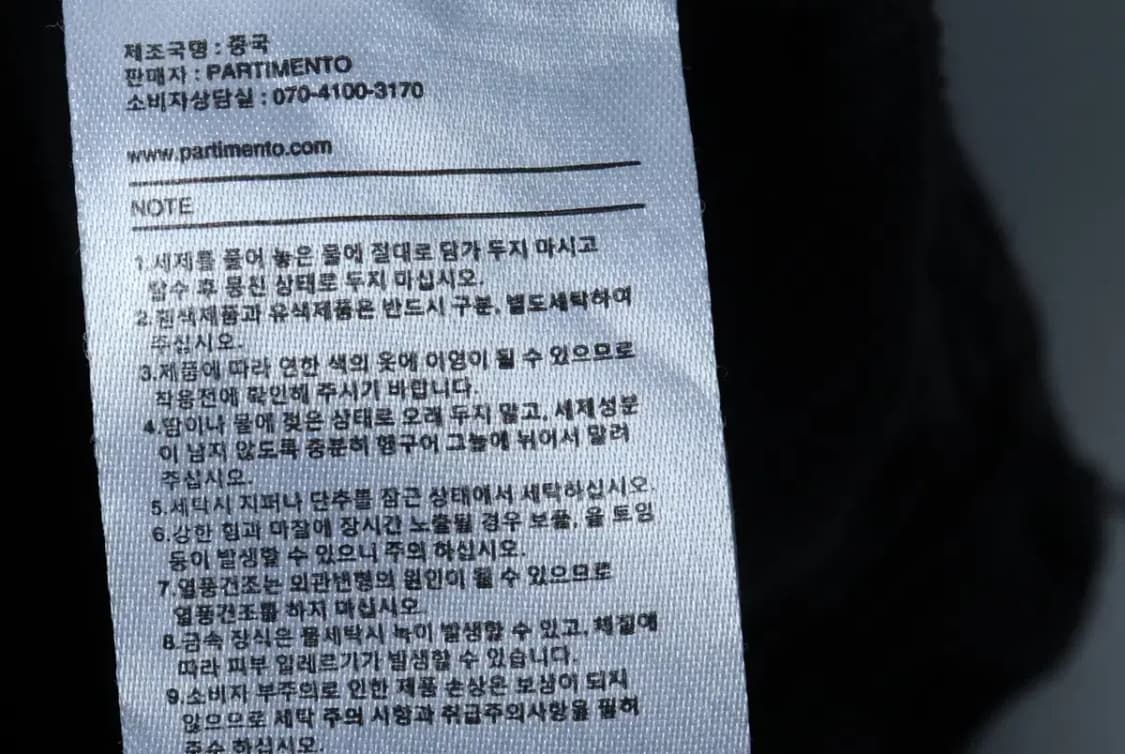 제조국명 : 중국
판매자 : PARTIMENTO
소비자상담실 : 070-4100-3170
www.partimento.com
NOTE
1.세제를 풀어 놓은 물에 절대로 담가 두지 마시고
탈수 후 뭉친 상태로 두지 마십시오.
2.흰색제품과 유색제품은 반드시 구분, 별도세탁하여
주십시오.
3.제품에 따라 연한 색의 옷에 이염이 될 수 있으므로
착용전에 확인해 주시기 바랍니다.
4.땀이나 물에 젖은 상태로 오래 두지 말고, 세제성분
이 남지 않도록 충분히 헹구어 그늘에 뉘어서 말려
주십시오.
5.세탁시 지퍼나 단추를 잠근 상태에서 세탁하십시오.
6.강한 힘과 마찰에 장시간 노출될 경우 보풀, 올 트임
등이 발생할 수 있으니 주의 하십시오.
7.열풍건조는 외관변형의 원인이 될 수 있으므로
열풍건조를 하지 마십시오.
8.금속 장식은 물세탁시 녹이 발생할 수 있고, 체질에
따라 피부 알레르기가 발생할 수 있습니다.
9.소비자 부주의로 인한 제품 손상은 보상이 되지
않으므로 세탁 주의 사항과 취급주의사항을 필히
준수 하십시오.